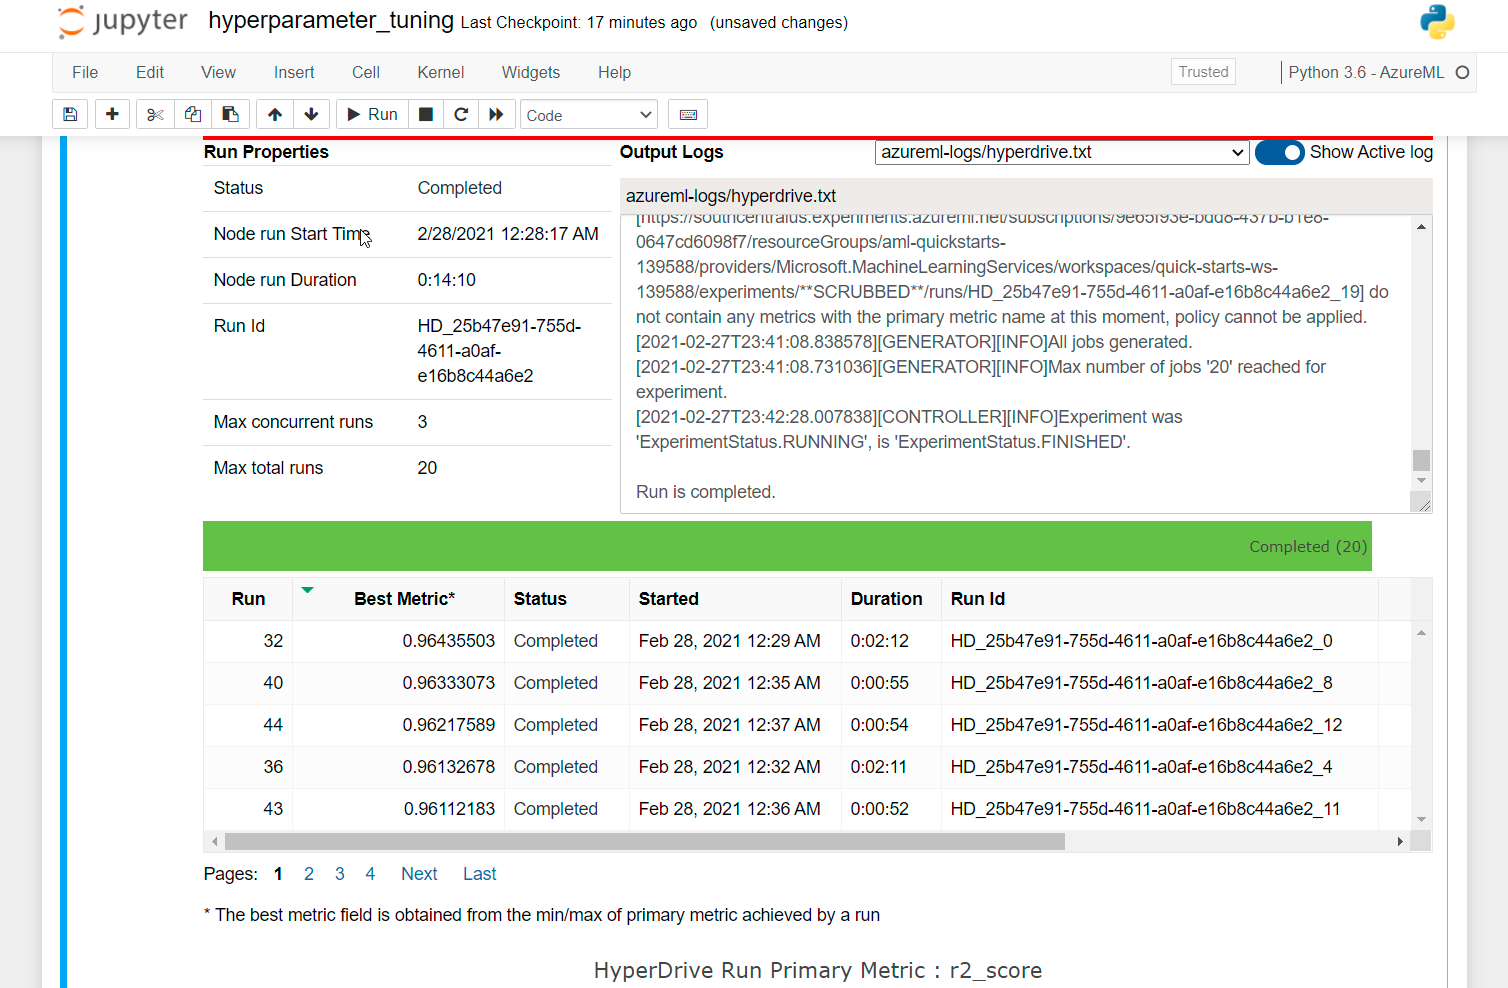 jupyter hyperparameter_tuning Last Checkpoint: 17 minutes ago (unsaved changes)
File Edit View Insert Cell Kernel Widgets Help Trusted Python 3.6 - AzureML
Run Code
Run Properties
Status Completed
Node run Start Time 2/28/2021 12:28:17 AM
Node run Duration 0:14:10
Run Id HD_25b47e91-755d-
4611-a0af-
e16b8c44a6e2
Max concurrent runs 3
Max total runs 20
Output Logs azureml-logs/hyperdrive.txt Show Active log
azureml-logs/hyperdrive.txt
[https://southcentralus.experiments.azureml.net/subscriptions/9e65f93e-bdd8-437b-b1e8-
0647cd6098f7/resourceGroups/aml-quickstarts-
139588/providers/Microsoft.MachineLearningServices/workspaces/quick-starts-ws-
139588/experiments/**SCRUBBED**/runs/HD_25b47e91-755d-4611-a0af-e16b8c44a6e2_19] do
not contain any metrics with the primary metric name at this moment, policy cannot be applied.
[2021-02-27T23:41:08.838578][GENERATOR][INFO]All jobs generated.
[2021-02-27T23:41:08.731036][GENERATOR][INFO]Max number of jobs '20' reached for
experiment.
[2021-02-27T23:42:28.007838][CONTROLLER][INFO]Experiment was
'ExperimentStatus.RUNNING', is 'ExperimentStatus.FINISHED'.
Run is completed.
Completed (20)
Run Best Metric* Status Started Duration Run Id
32 0.96435503 Completed Feb 28, 2021 12:29 AM 0:02:12 HD_25b47e91-755d-4611-a0af-e16b8c44a6e2_0
40 0.96333073 Completed Feb 28, 2021 12:35 AM 0:00:55 HD_25b47e91-755d-4611-a0af-e16b8c44a6e2_8
44 0.96217589 Completed Feb 28, 2021 12:37 AM 0:00:54 HD_25b47e91-755d-4611-a0af-e16b8c44a6e2_12
36 0.96132678 Completed Feb 28, 2021 12:32 AM 0:02:11 HD_25b47e91-755d-4611-a0af-e16b8c44a6e2_4
43 0.96112183 Completed Feb 28, 2021 12:36 AM 0:00:52 HD_25b47e91-755d-4611-a0af-e16b8c44a6e2_11
Pages: 1 2 3 4 Next Last
* The best metric field is obtained from the min/max of primary metric achieved by a run
HyperDrive Run Primary Metric : r2_score